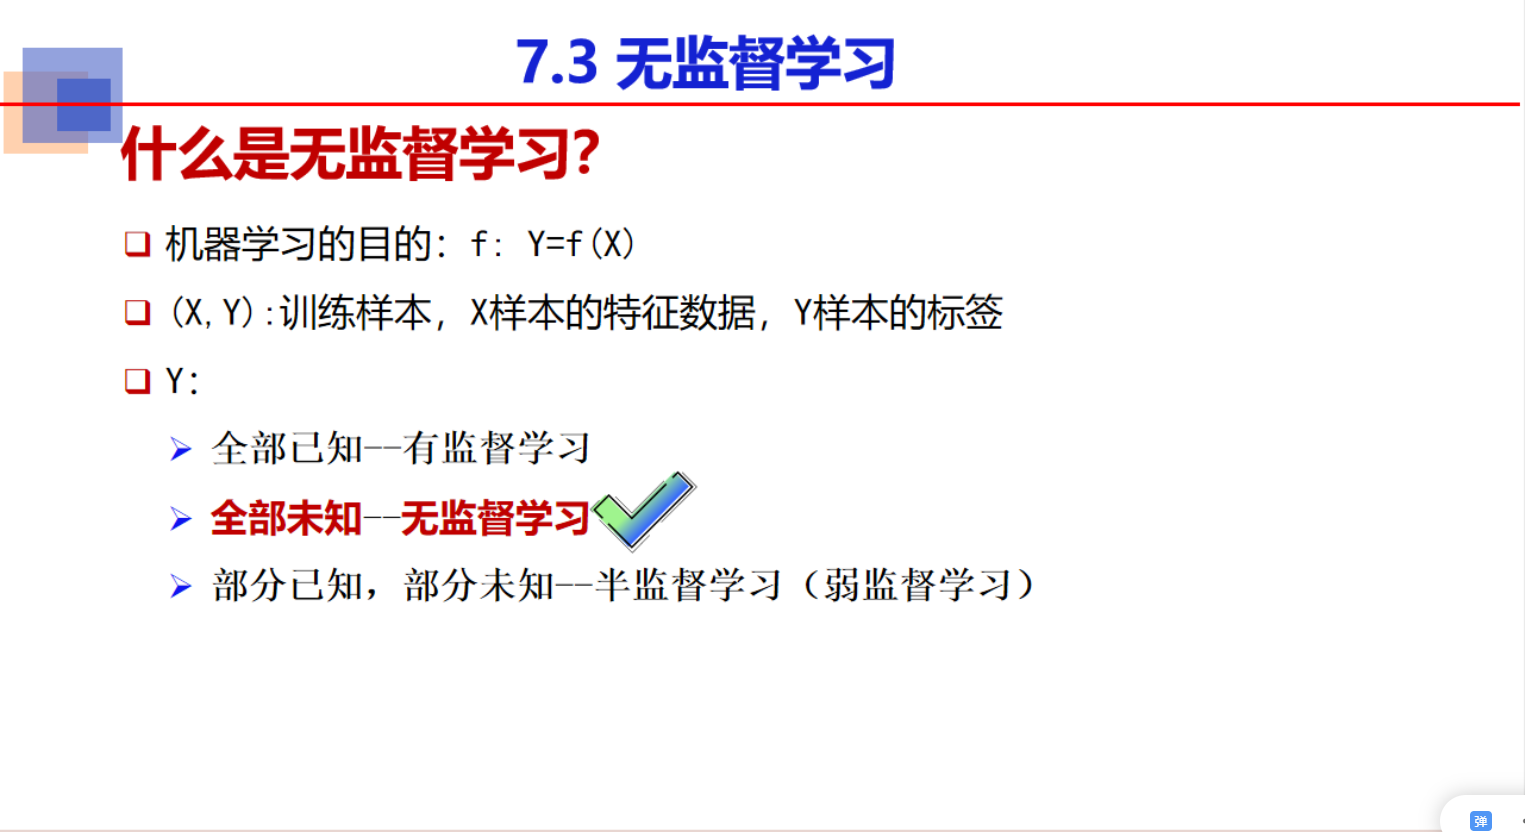 7.3 无监督学习
什么是无监督学习?
机器学习的目的：f: Y=f(X)
(X,Y):训练样本，X样本的特征数据，Y样本的标签
Y:
全部已知--有监督学习
全部未知--无监督学习
部分已知，部分未知--半监督学习（弱监督学习）
弹